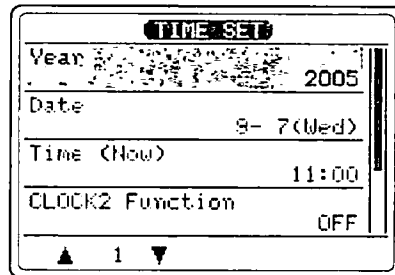 TIME SET
Year
2005
Date
9- 7(Wed)
Time (Now)
11:00
CLOCK2 Function
OFF
▲ 1 ▼